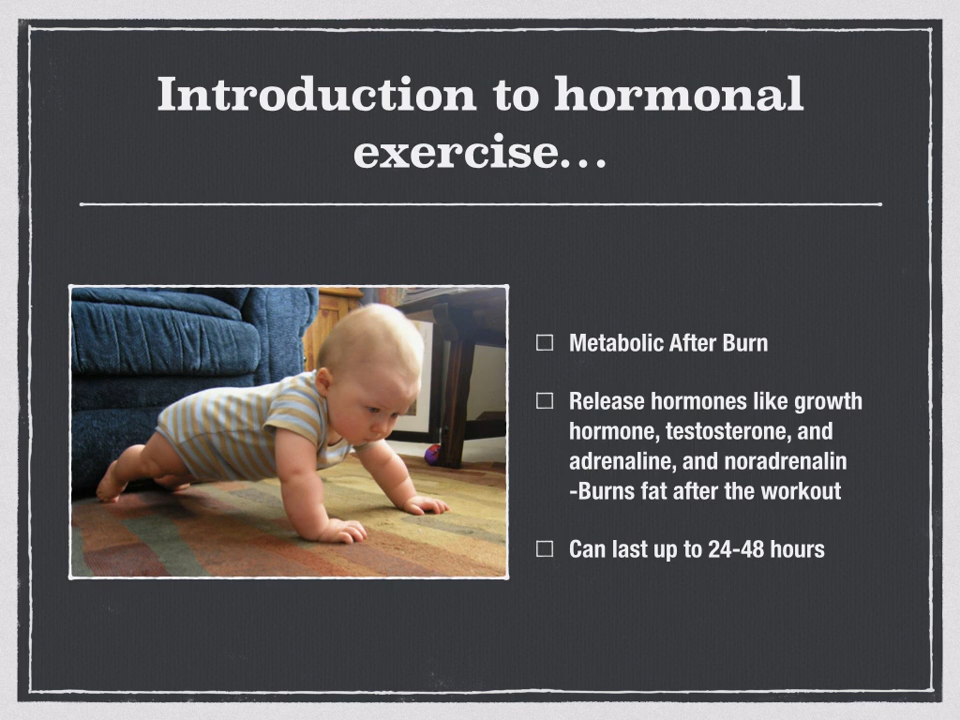 Introduction to hormonal
exercise…
Metabolic After Burn
Release hormones like growth
hormone, testosterone, and
adrenaline, and noradrenalin
-Burns fat after the workout
Can last up to 24-48 hours